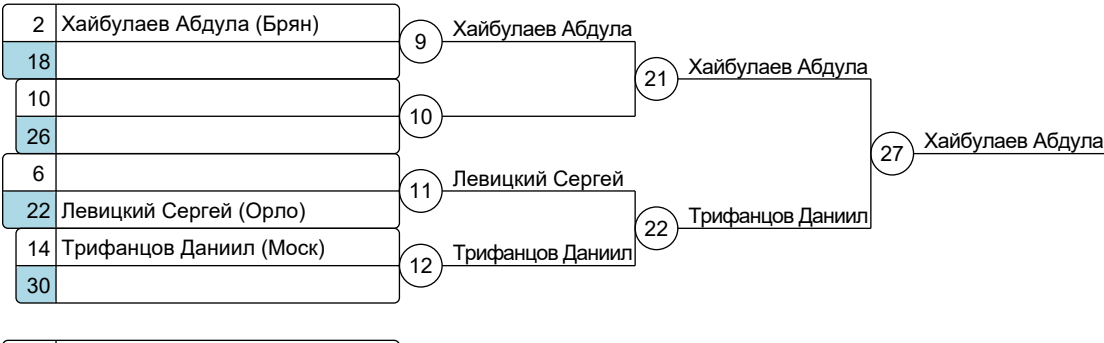 2 Хайбулаев Абдула (Брян)
18
9 Хайбулаев Абдула
10
26
10
21 Хайбулаев Абдула
6
22 Левицкий Сергей (Орло)
11 Левицкий Сергей
14 Трифанцов Даниил (Моск)
30
12 Трифанцов Даниил
22 Трифанцов Даниил
27 Хайбулаев Абдула